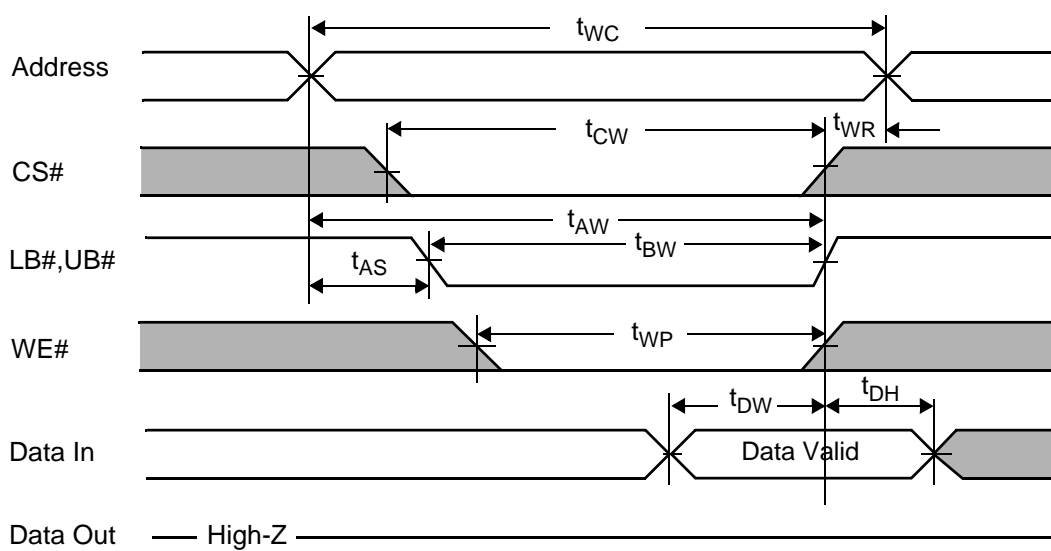 tWC
Address
tCW
tWR
CS#
tAW
tBW
LB#,UB#
tAS
WE#
tWP
tDW
tDH
Data In
Data Valid
Data Out
High-Z